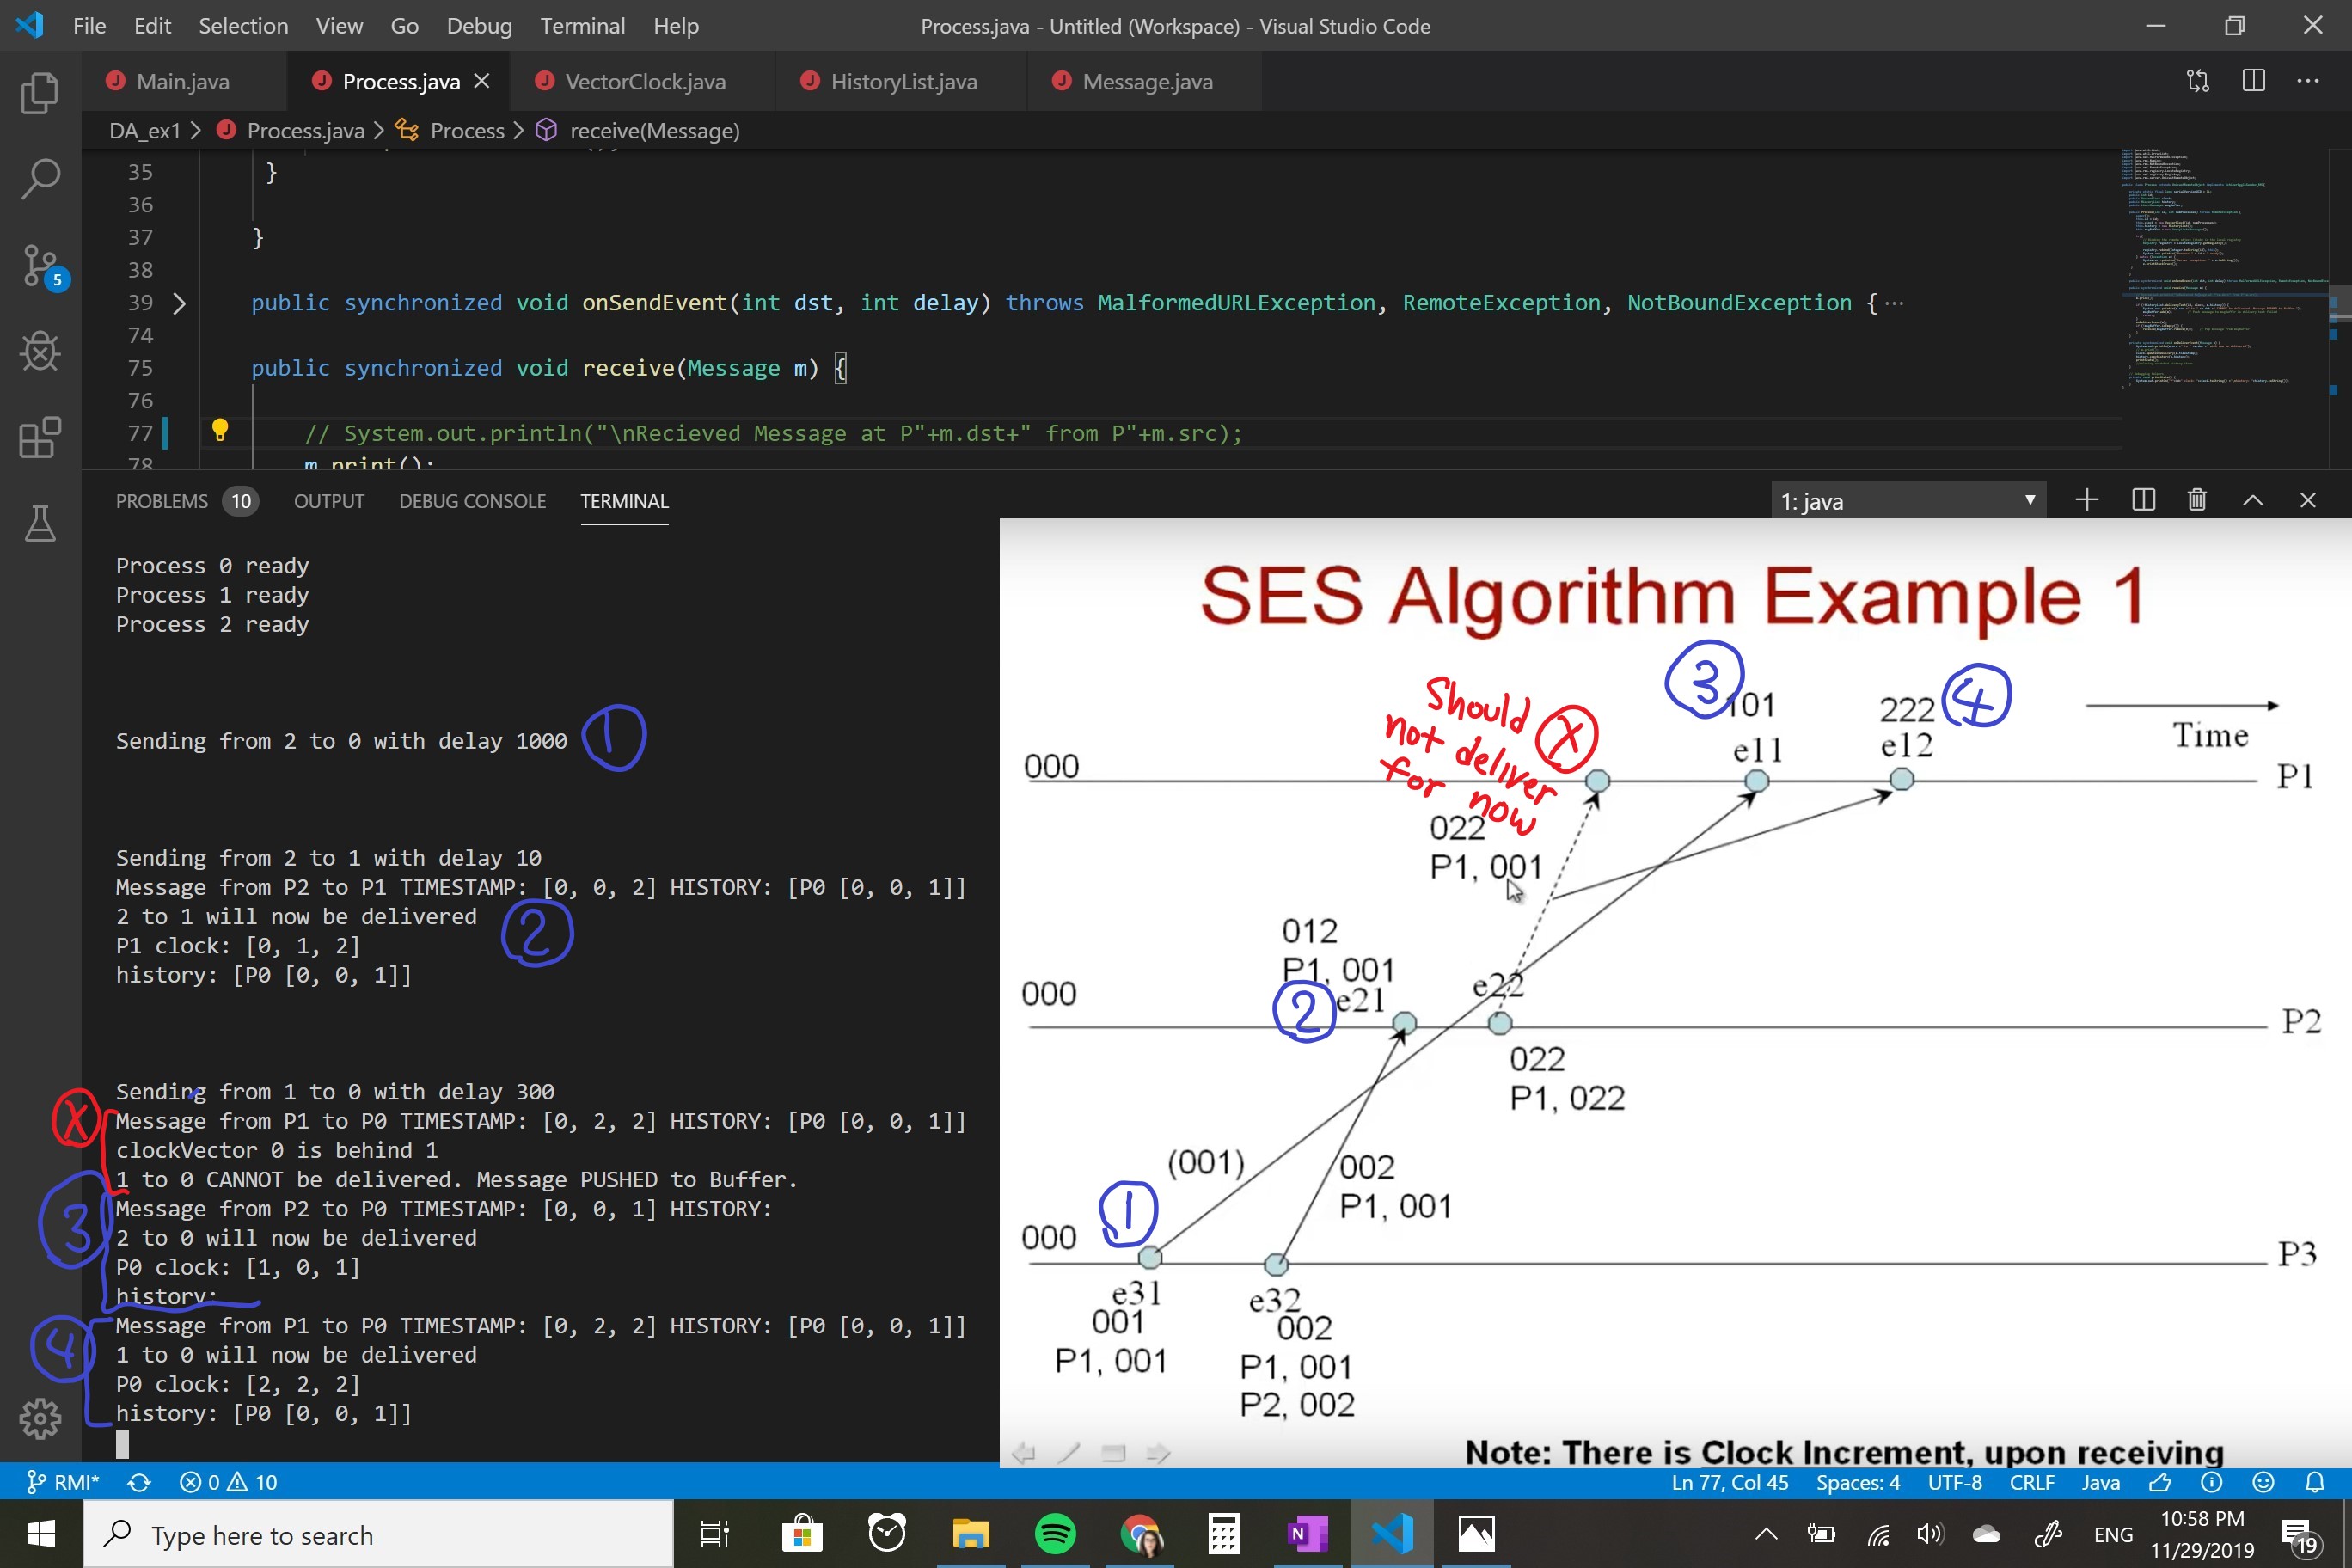 File Edit Selection View Go Debug Terminal Help
Process.java - Untitled (Workspace) - Visual Studio Code
Main.java Process.java VectorClock.java HistoryList.java Message.java
DA_ex1 > Process.java > Process > receive(Message)
35 }
36
37 }
38
39 public synchronized void onSendEvent(int dst, int delay) throws MalformedURLException, RemoteException, NotBoundException { ...
74
75 public synchronized void receive(Message m) {
76
77 // System.out.println("\nRecieved Message at P"+m.dst+" from P"+m.src);
78 m.print();
5
PROBLEMS 10 OUTPUT DEBUG CONSOLE TERMINAL
1: java
Process 0 ready
Process 1 ready
Process 2 ready
Sending from 2 to 0 with delay 1000 1
Sending from 2 to 1 with delay 10
Message from P2 to P1 TIMESTAMP: [0, 0, 2] HISTORY: [P0 [0, 0, 1]]
2 to 1 will now be delivered 2
P1 clock: [0, 1, 2]
history: [P0 [0, 0, 1]]
Sending from 1 to 0 with delay 300
X Message from P1 to P0 TIMESTAMP: [0, 2, 2] HISTORY: [P0 [0, 0, 1]]
clockVector 0 is behind 1
1 to 0 CANNOT be delivered. Message PUSHED to Buffer.
3 Message from P2 to P0 TIMESTAMP: [0, 0, 1] HISTORY:
2 to 0 will now be delivered
P0 clock: [1, 0, 1]
history:
4 Message from P1 to P0 TIMESTAMP: [0, 2, 2] HISTORY: [P0 [0, 0, 1]]
1 to 0 will now be delivered
P0 clock: [2, 2, 2]
history: [P0 [0, 0, 1]]
SES Algorithm Example 1
Should X
not deliver
for now
3 101
e11
222 4
e12
Time
000 P1
022
P1, 001
012
P1, 001
2 e21
e22
000 P2
022
P1, 022
(001)
002
P1, 001
1
000 P3
e31
001
P1, 001
e32
002
P1, 001
P2, 002
Note: There is Clock Increment, upon receiving
RMI* 0 10
Ln 77, Col 45 Spaces: 4 UTF-8 CRLF Java
Type here to search
N
ENG
10:58 PM
11/29/2019
19